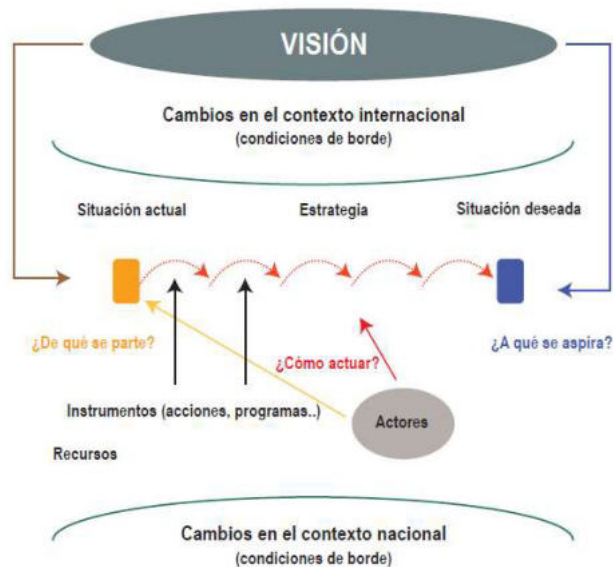 VISIÓN
Cambios en el contexto internacional
(condiciones de borde)
Situación actual
Estrategia
Situación deseada
¿De qué se parte?
¿Cómo actuar?
¿A qué se aspira?
Instrumentos (acciones, programas..)
Actores
Recursos
Cambios en el contexto nacional
(condiciones de borde)